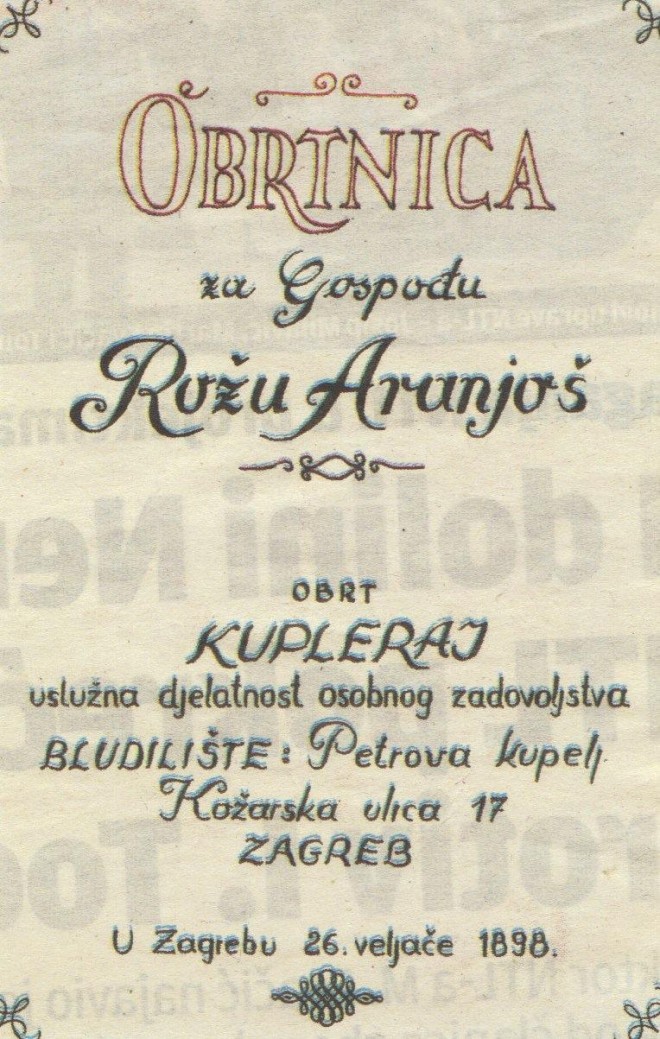 OBRTNICA
za Gospođu
Rožu Aranjoš
OBRT
KUPLERAJ
uslužna djelatnost osobnog zadovoljstva
BLUDILIŠTE: Petrova kupelj
Kožarska ulica 17
ZAGREB
U Zagrebu 26. veljače 1898.